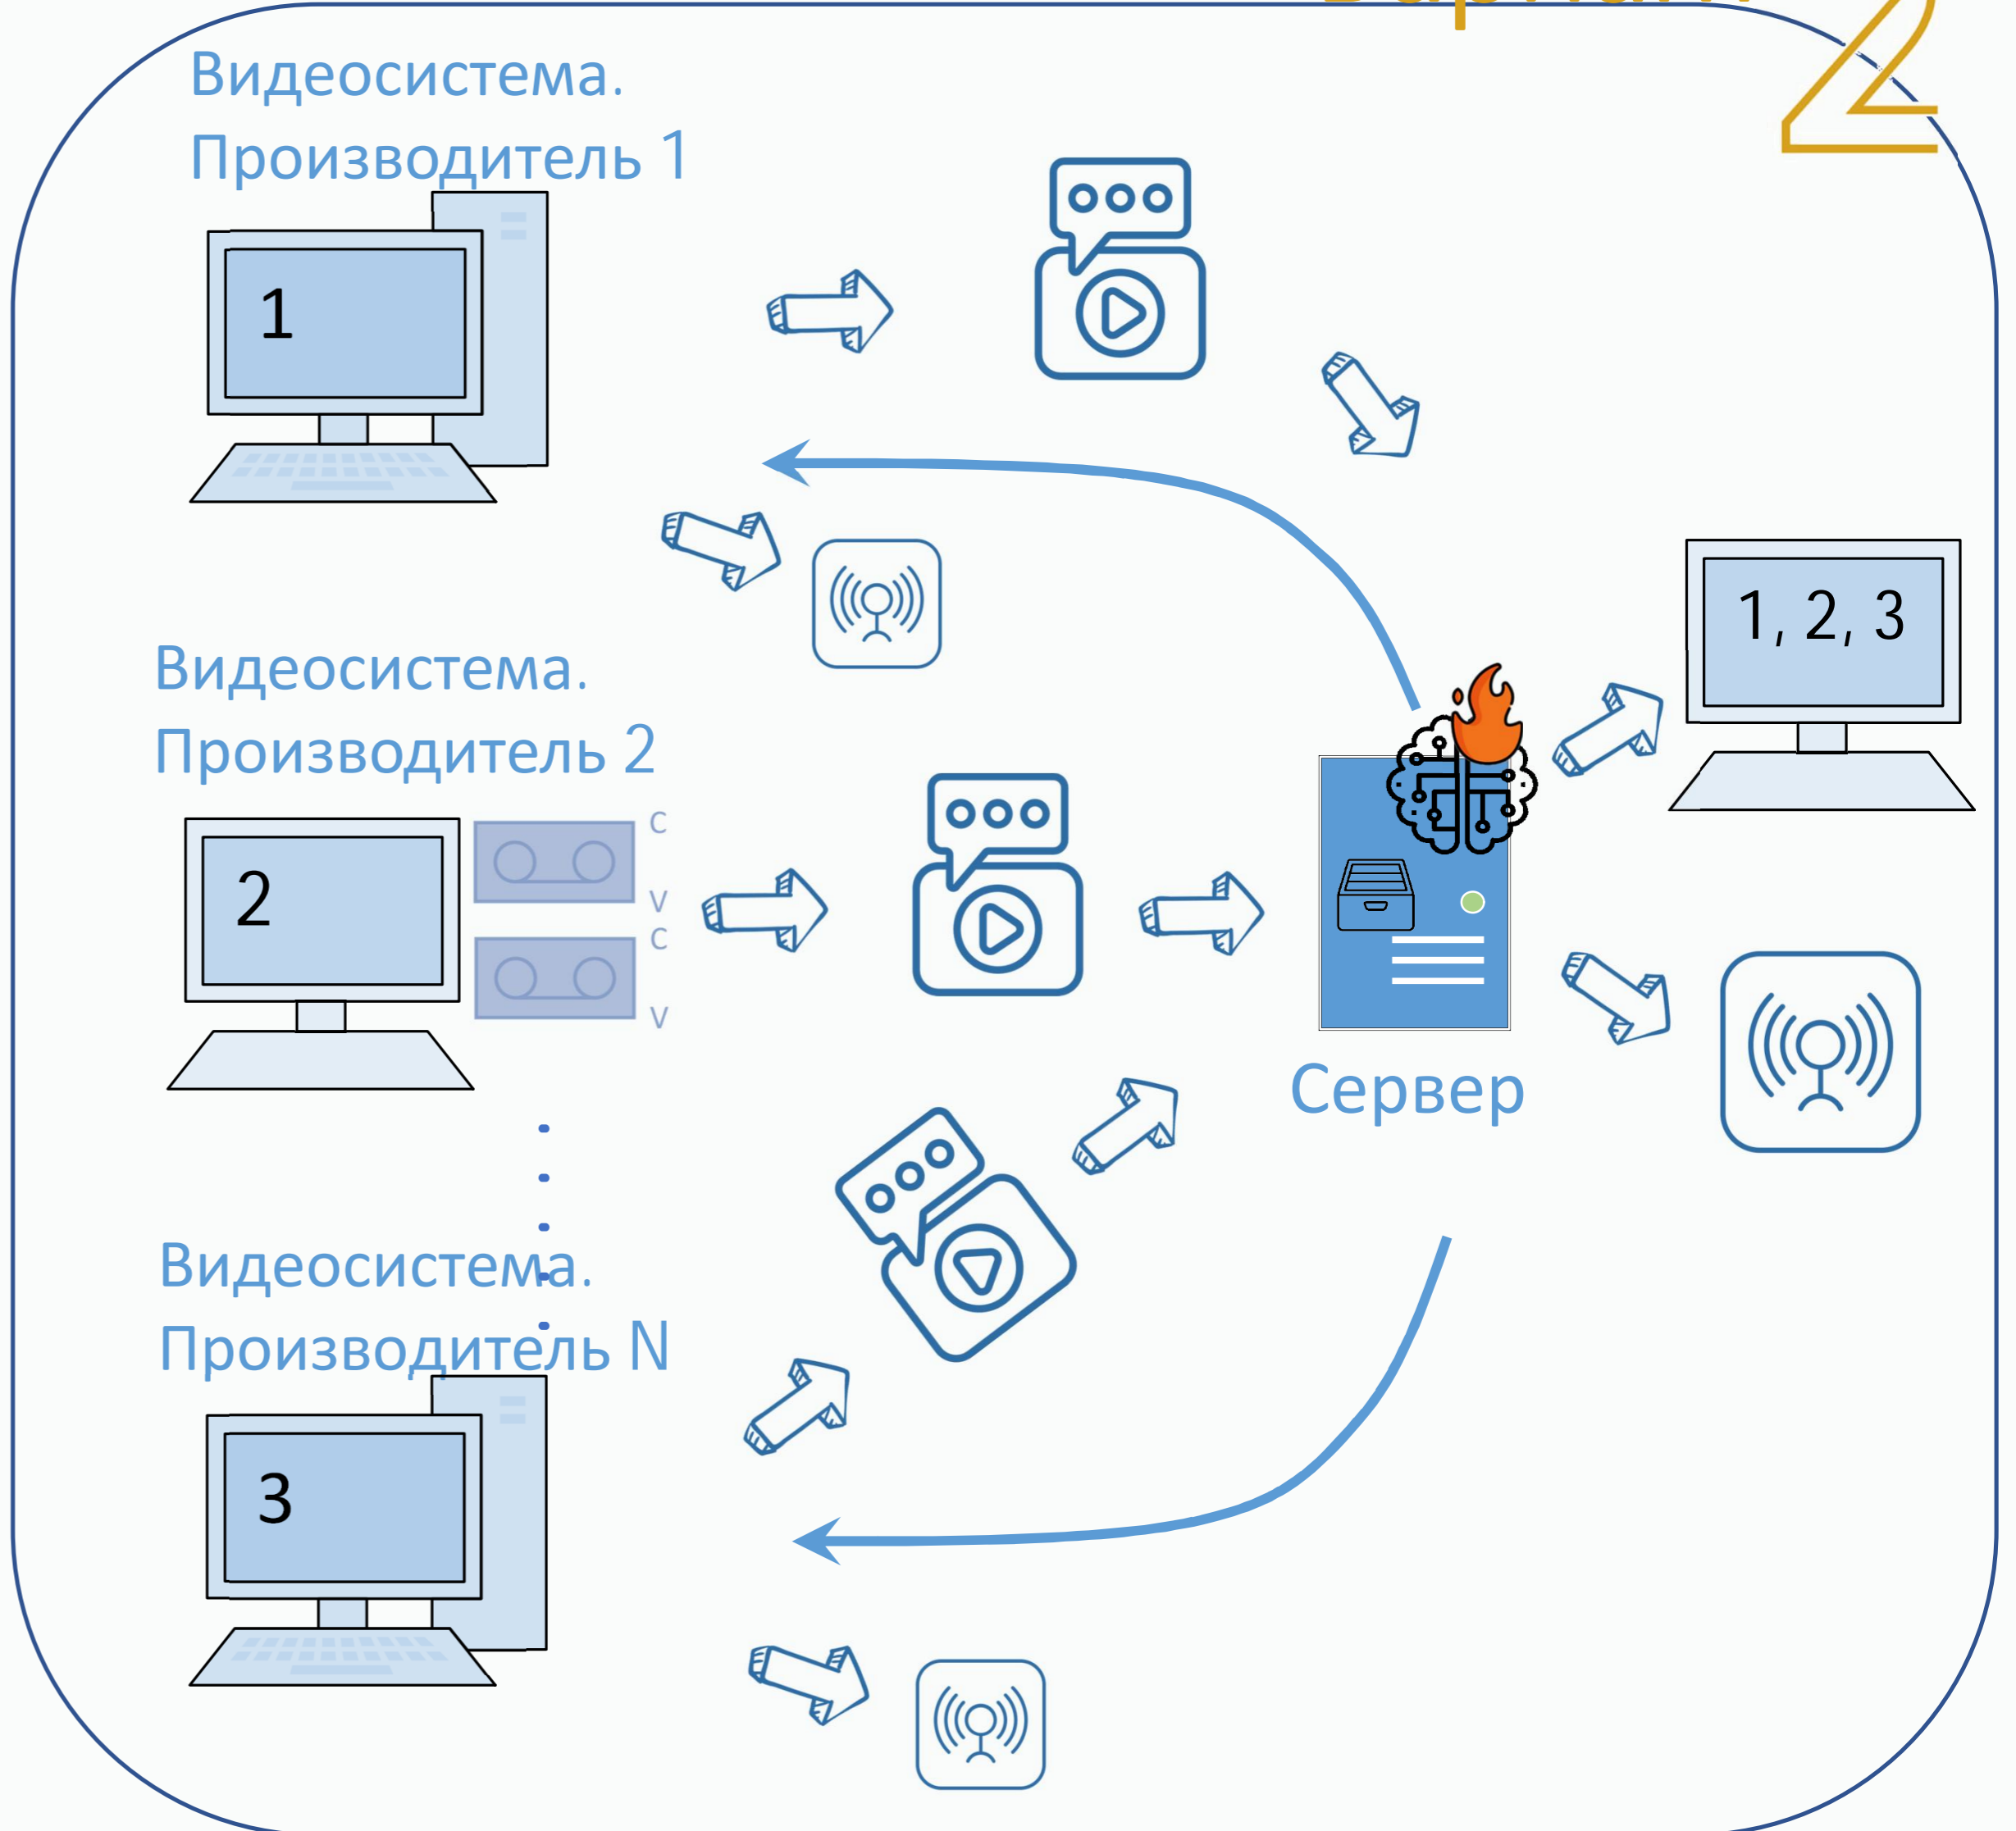 2
Видеосистема.
Производитель 1
1
1, 2, 3
Видеосистема.
Производитель 2
2
C
V
C
V
Сервер
Видеосистема.
Производитель N
3